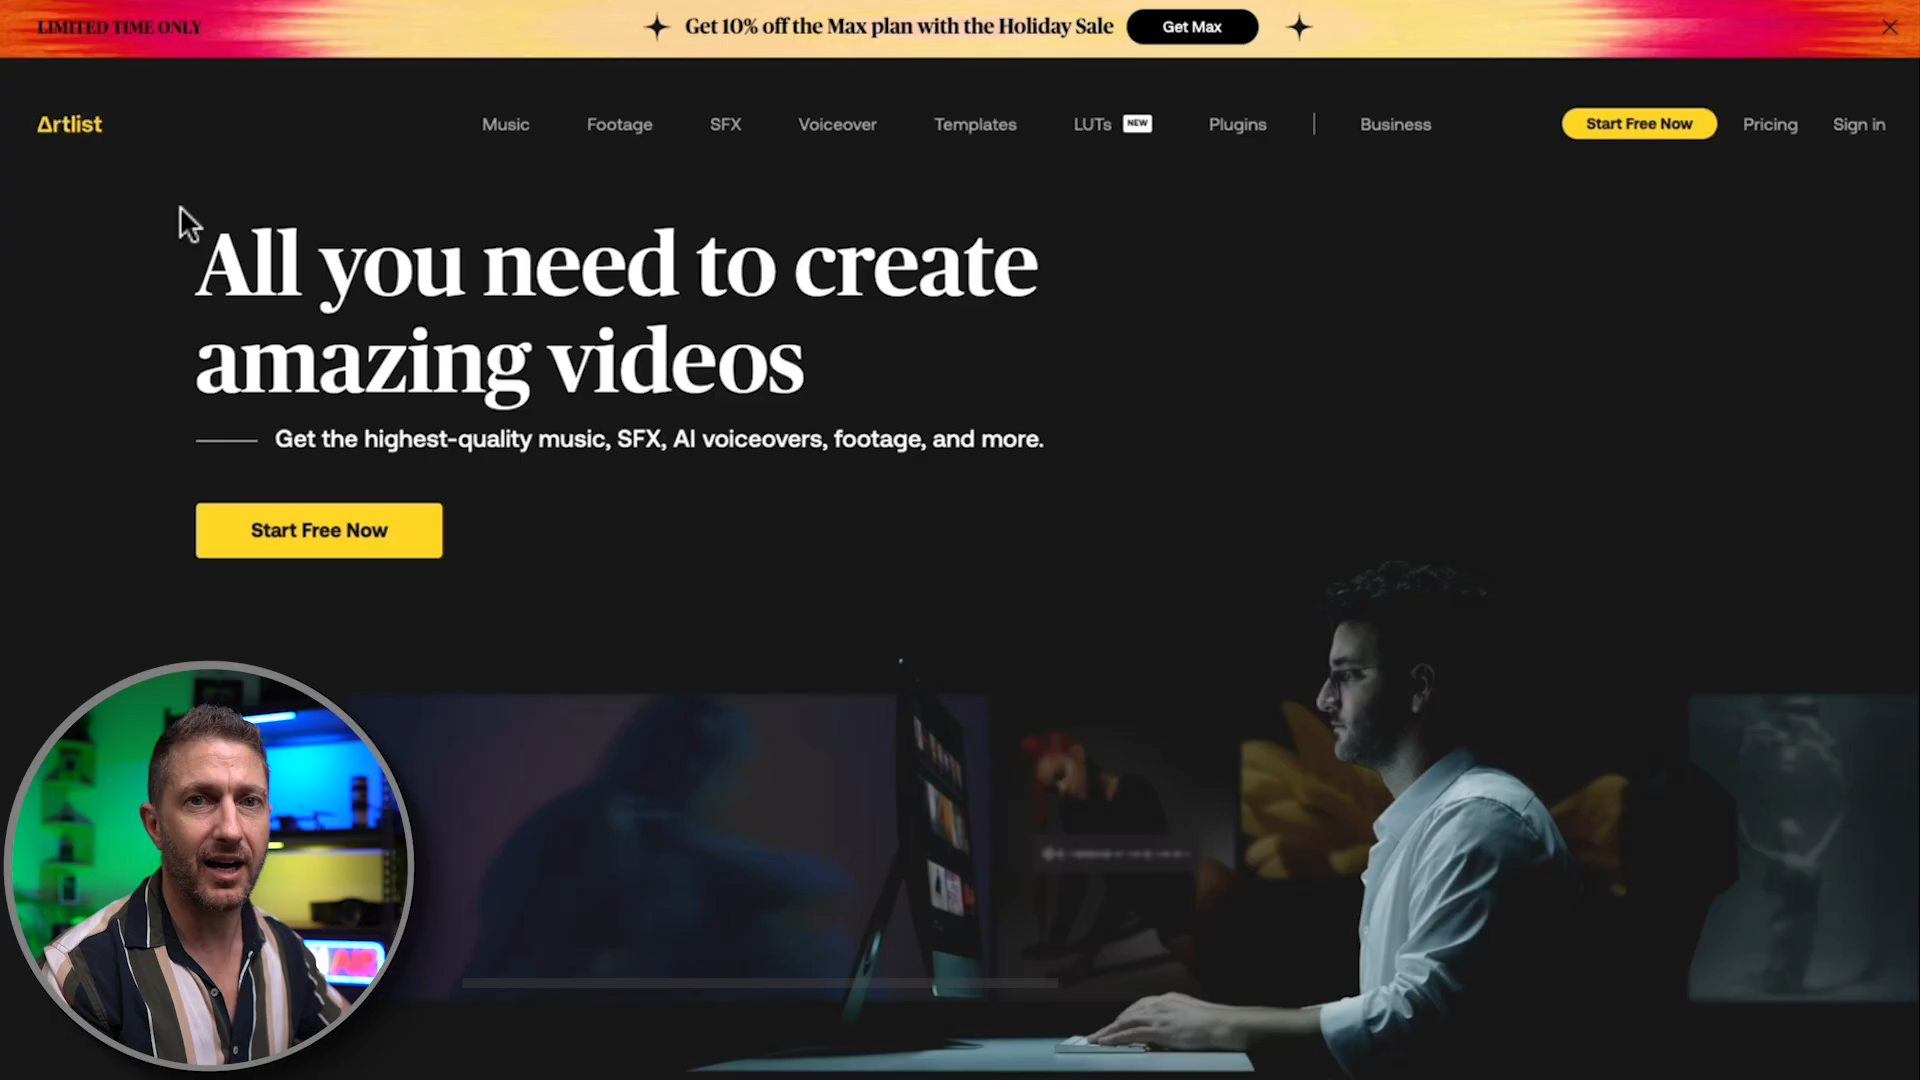 LIMITED TIME ONLY
Get 10% off the Max plan with the Holiday Sale
Get Max
Artlist
Music
Footage
SFX
Voiceover
Templates
LUTs
NEW
Plugins
Business
Start Free Now
Pricing
Sign in
All you need to create
amazing videos
Get the highest-quality music, SFX, AI voiceovers, footage, and more.
Start Free Now
AIR